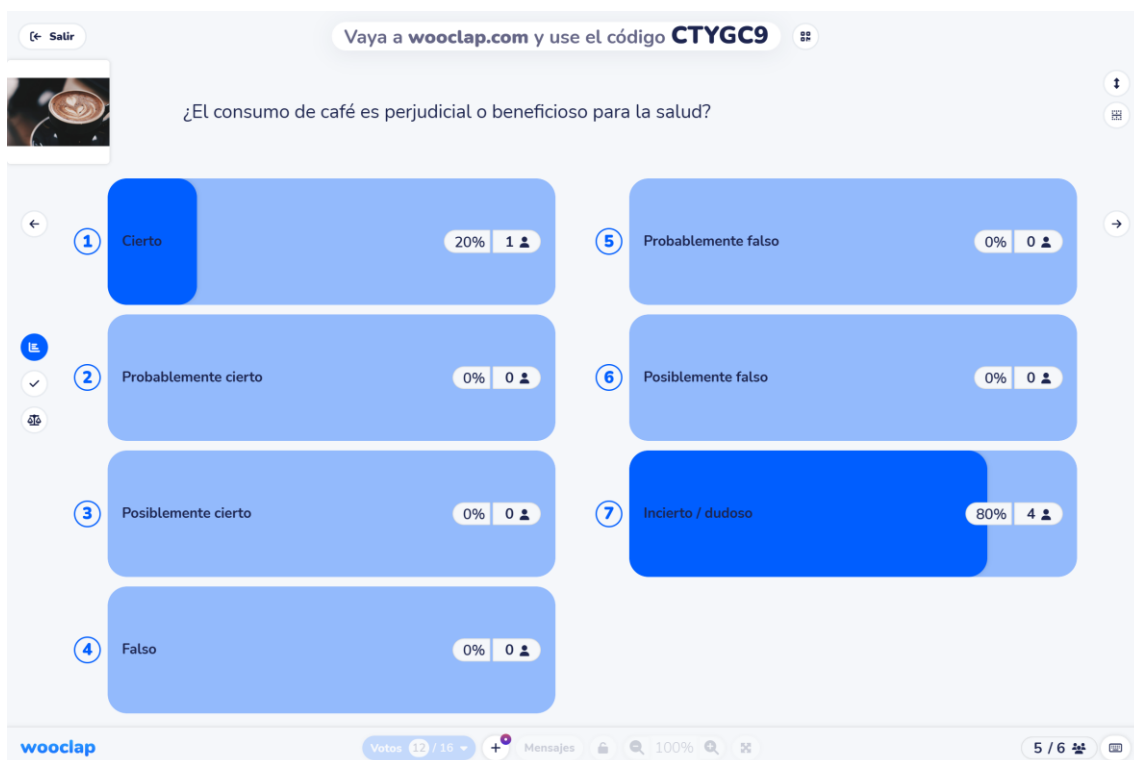 Salir
Vaya a wooclap.com y use el código CTYGC9
¿El consumo de café es perjudicial o beneficioso para la salud?
1 Cierto 20% 1
2 Probablemente cierto 0% 0
3 Posiblemente cierto 0% 0
4 Falso 0% 0
5 Probablemente falso 0% 0
6 Posiblemente falso 0% 0
7 Incierto / dudoso 80% 4
wooclap
Votos 12 / 16
Mensajes
100%
5 / 6